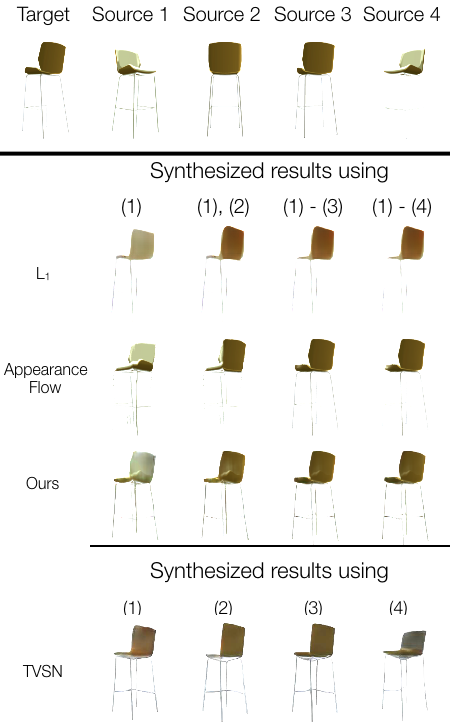 Target Source 1 Source 2 Source 3 Source 4
Synthesized results using
(1) (1), (2) (1) - (3) (1) - (4)
L₁
Appearance
Flow
Ours
Synthesized results using
(1) (2) (3) (4)
TVSN